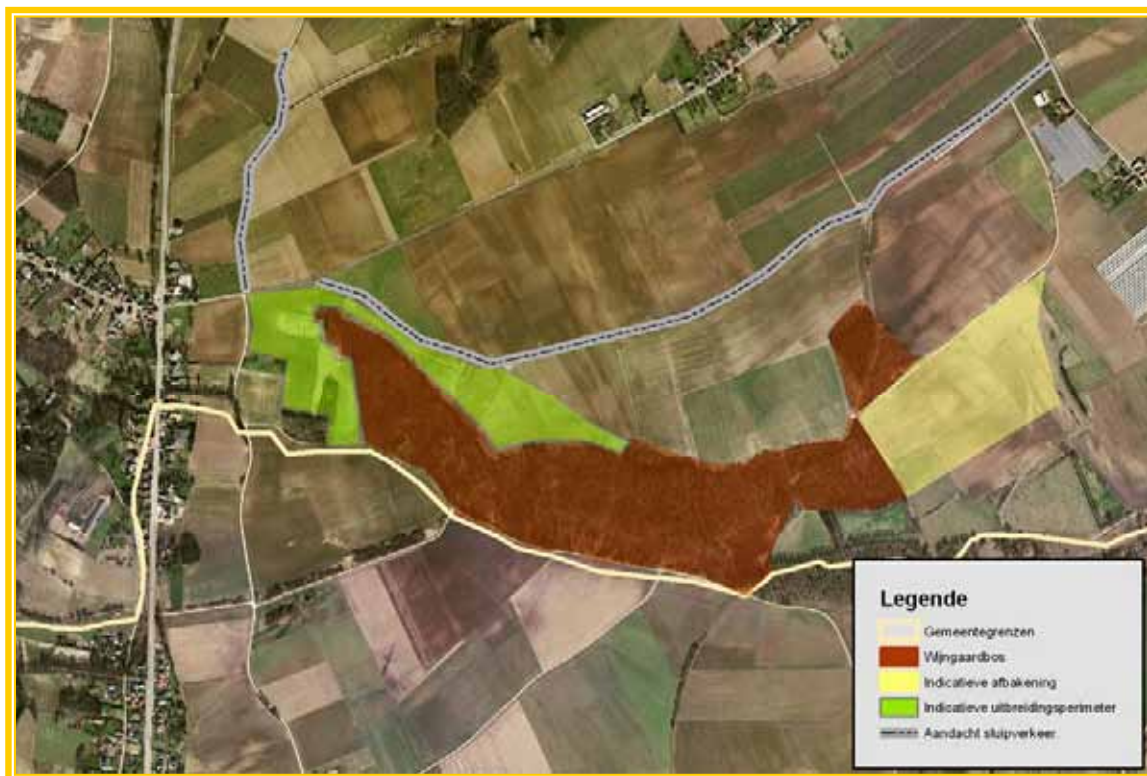 Legende
Gemeentegrenzen
Wijngaardbos
Indicatieve afbakening
Indicatieve uitbreidingsperimeter
Aandacht sluipverkeer